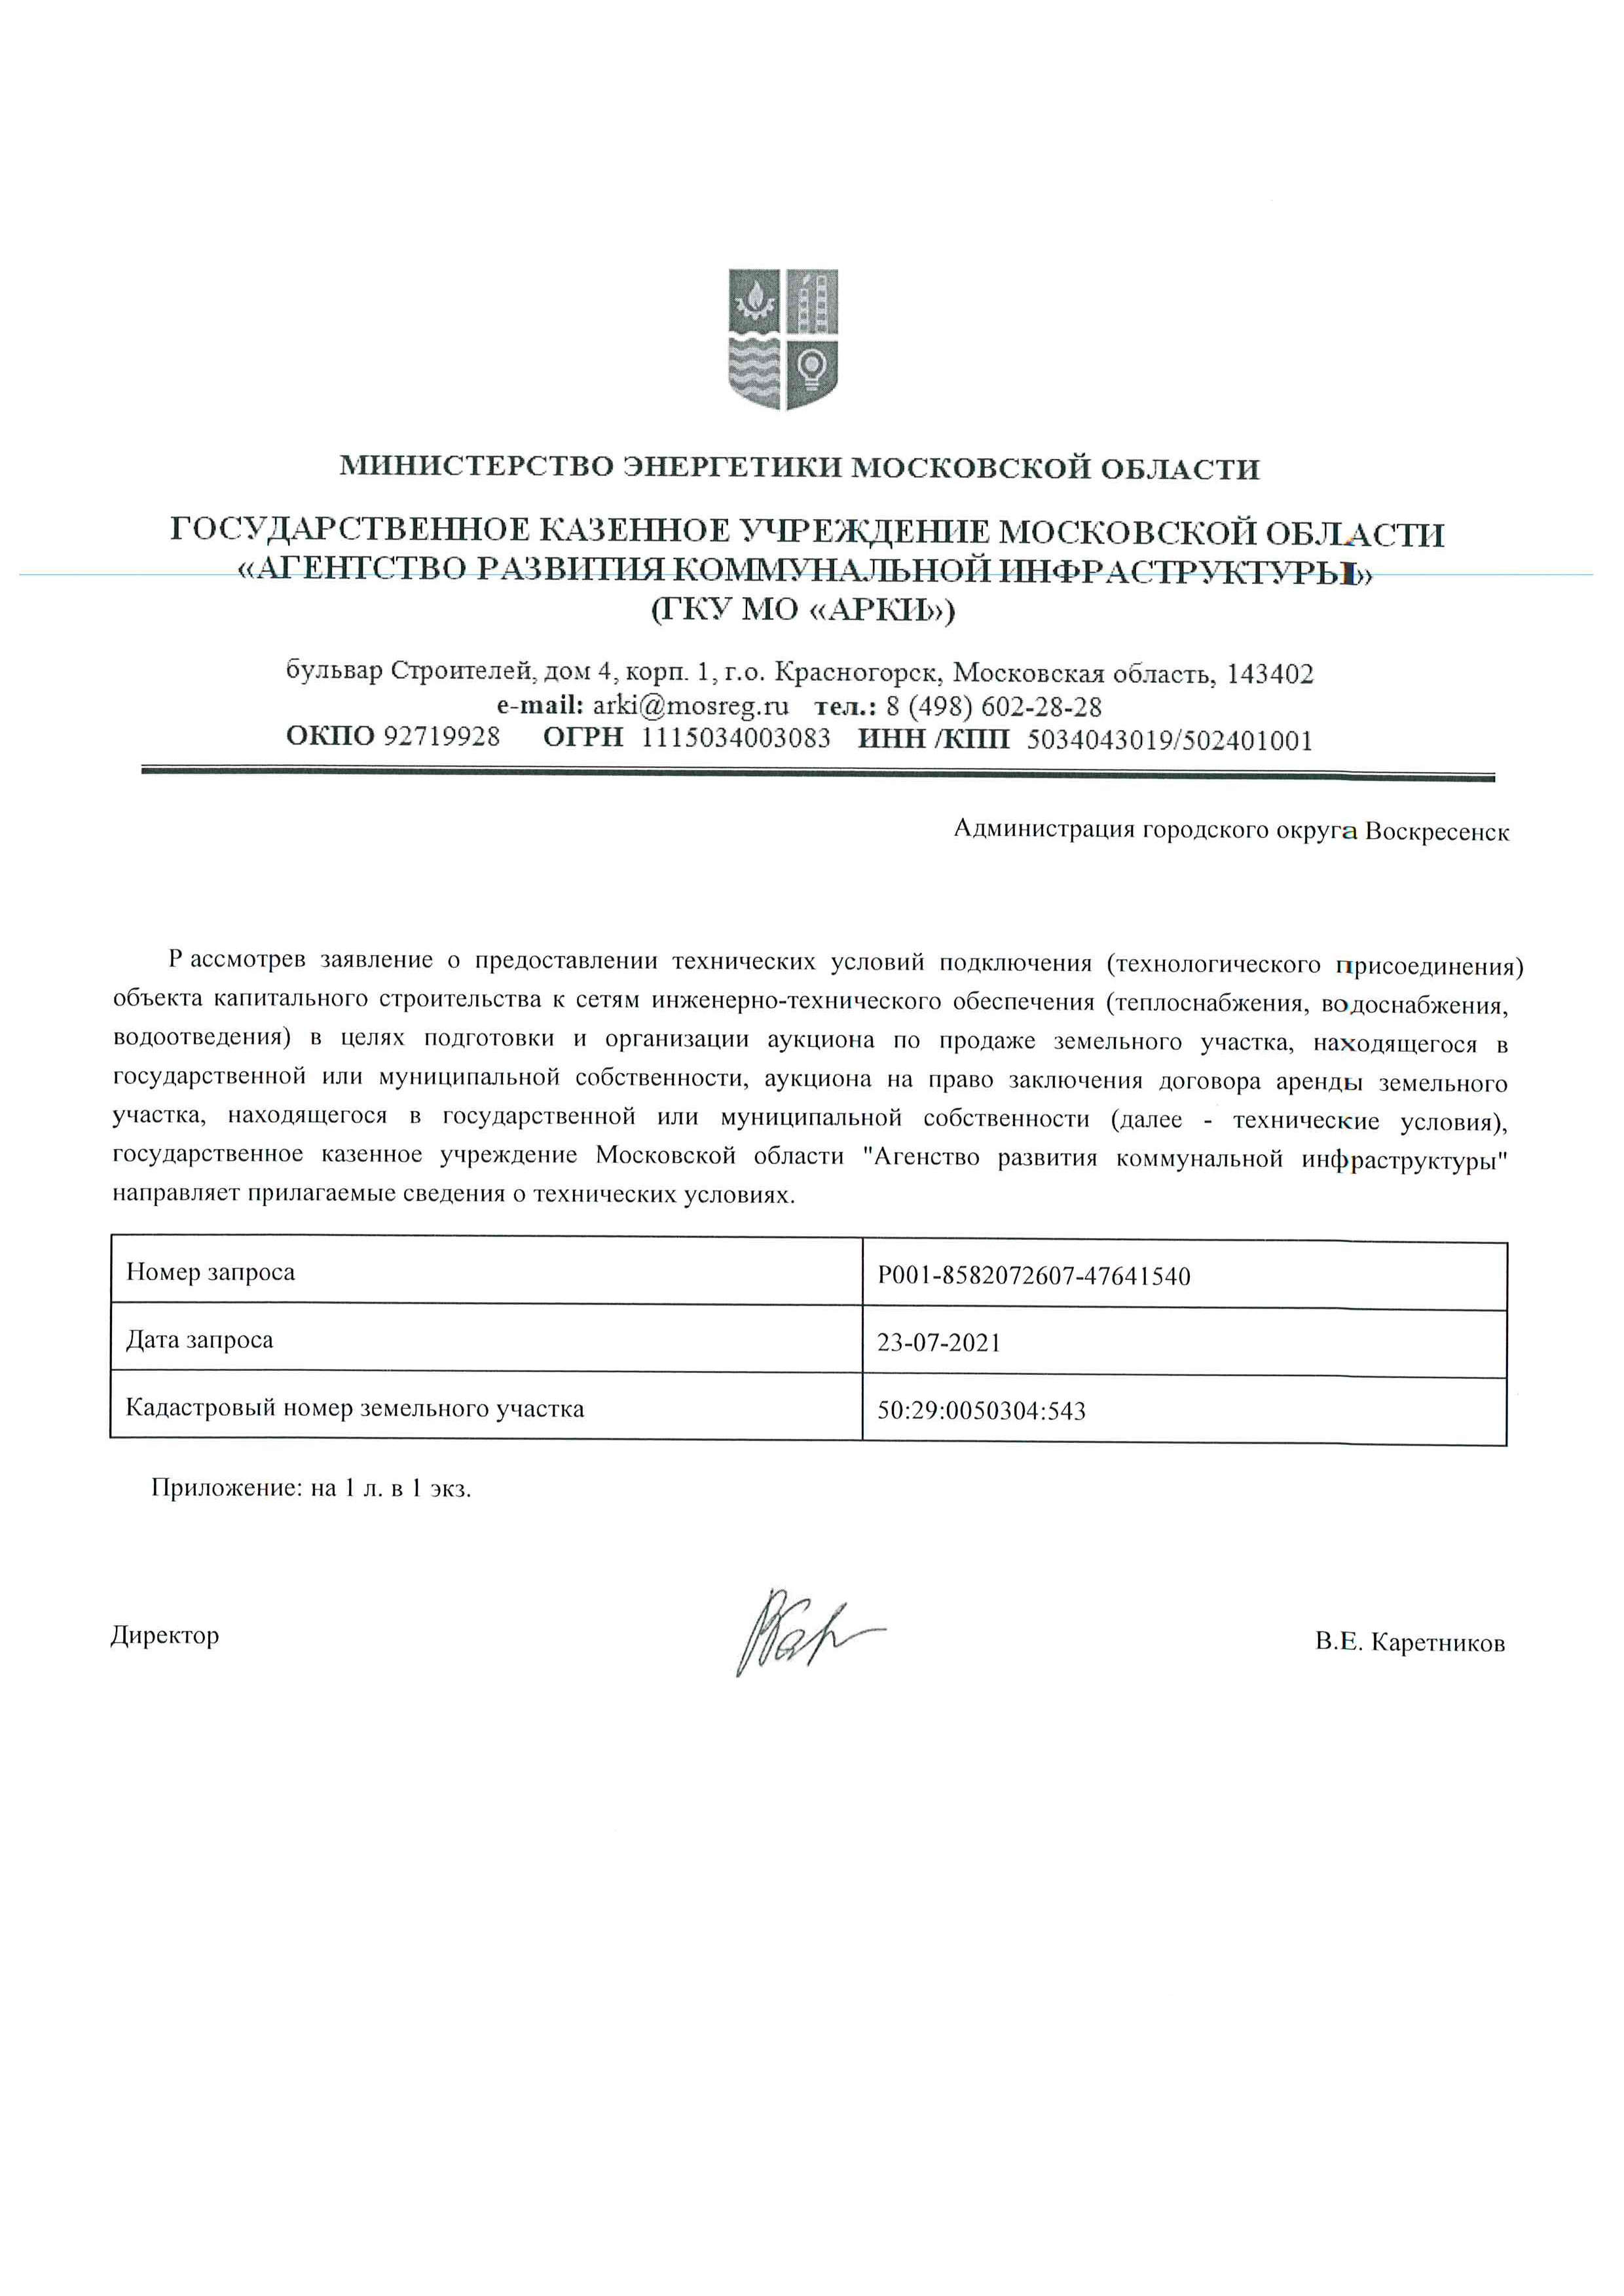 МИНИСТЕРСТВО ЭНЕРГЕТИКИ МОСКОВСКОЙ ОБЛАСТИ
ГОСУДАРСТВЕННОЕ КАЗЕННОЕ УЧРЕЖДЕНИЕ МОСКОВСКОЙ ОБЛАСТИ
«АГЕНТСТВО РАЗВИТИЯ КОММУНАЛЬНОЙ ИНФРАСТРУКТУРЫ»
(ГКУ МО «АРКИ»)
бульвар Строителей, дом 4, корп. 1, г.о. Красногорск, Московская область, 143402
e-mail: arki@mosreg.ru тел.: 8 (498) 602-28-28
ОКПО 92719928 ОГРН 1115034003083 ИНН /КПП 5034043019/502401001
Администрация городского округа Воскресенск
Р ассмотрев заявление о предоставлении технических условий подключения (технологического присоединения)
объекта капитального строительства к сетям инженерно-технического обеспечения (теплоснабжения, водоснабжения,
водоотведения) в целях подготовки и организации аукциона по продаже земельного участка, находящегося в
государственной или муниципальной собственности, аукциона на право заключения договора аренды земельного
участка, находящегося в государственной или муниципальной собственности (далее - технические условия),
государственное казенное учреждение Московской области "Агенство развития коммунальной инфраструктуры"
направляет прилагаемые сведения о технических условиях.
Номер запроса P001-8582072607-47641540
Дата запроса 23-07-2021
Кадастровый номер земельного участка 50:29:0050304:543
Приложение: на 1 л. в 1 экз.
Директор В.Е. Каретников